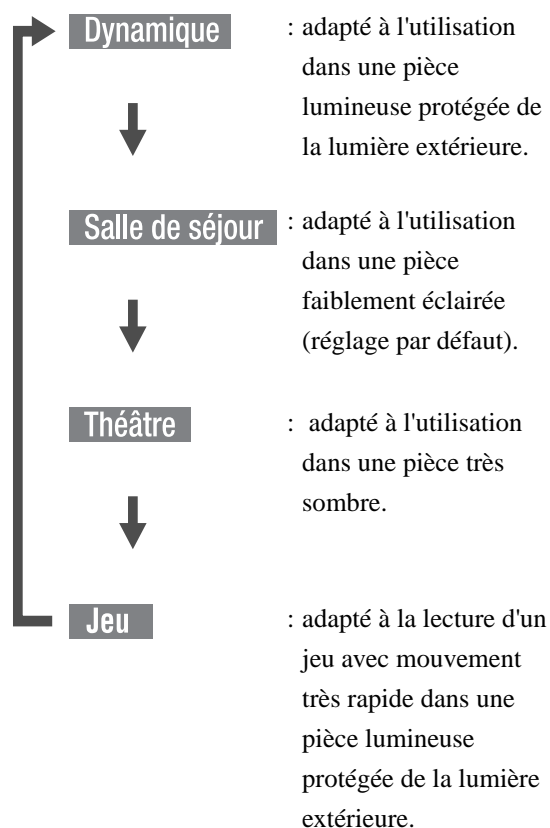 Dynamique : adapté à l'utilisation
dans une pièce
lumineuse protégée de
la lumière extérieure.
Salle de séjour : adapté à l'utilisation
dans une pièce
faiblement éclairée
(réglage par défaut).
Théâtre : adapté à l'utilisation
dans une pièce très
sombre.
Jeu : adapté à la lecture d'un
jeu avec mouvement
très rapide dans une
pièce lumineuse
protégée de la lumière
extérieure.